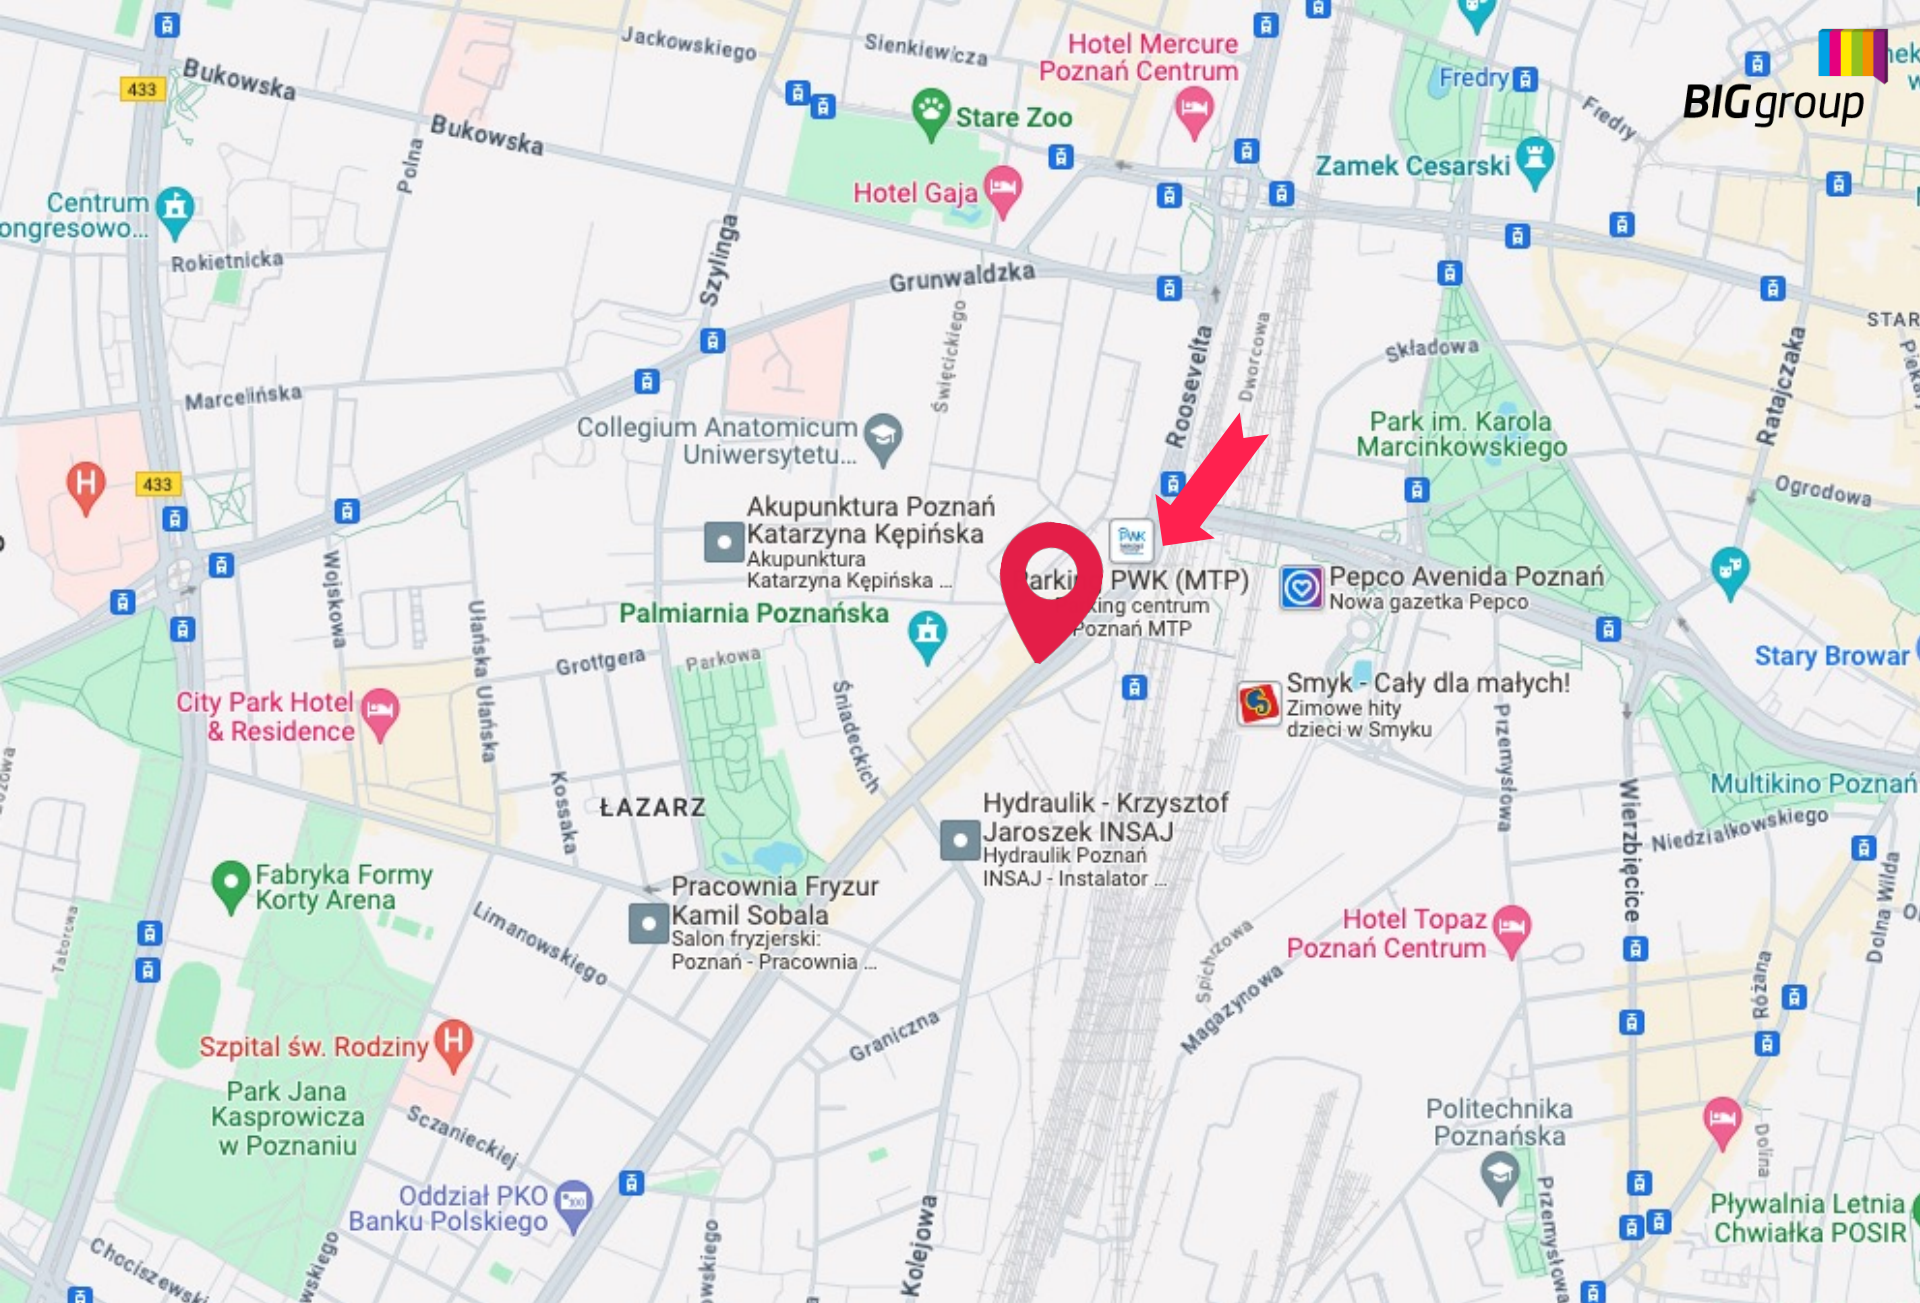 Jackowskiego
Sienkiewicza
Hotel Mercure
Poznań Centrum
Fredry
Fredry
BIGgroup
433
Bukowska
Bukowska
Polna
Stare Zoo
Zamek Cesarski
Hotel Gaja
Centrum
ongresowo...
Rokietnicka
Szylinga
Grunwaldzka
Święcickiego
Roosevelta
Dworcowa
Składowa
STAR
Ratajczaka
Marcelińska
Collegium Anatomicum
Uniwersytetu...
Park im. Karola
Marcinkowskiego
H
433
Ogrodowa
Akupunktura Poznań
Katarzyna Kępińska
Akupunktura
Katarzyna Kępińska ...
PWK
PWK (MTP)
centrum
Poznań MTP
Pepco Avenida Poznań
Nowa gazetka Pepco
Wojskowa
Ułańska Ułańska
Palmiarnia Poznańska
Grottgera
Parkowa
Śniadeckich
Stary Browar
City Park Hotel
& Residence
Smyk - Cały dla małych!
Zimowe hity
dzieci w Smyku
Przemysłowa
Wierzbięcice
Multikino Poznań
Niedziałkowskiego
Kossaka
ŁAZARZ
Hydraulik - Krzysztof
Jaroszek INSAJ
Hydraulik Poznań
INSAJ - Instalator ...
Fabryka Formy
Korty Arena
Pracownia Fryzur
Kamil Sobala
Salon fryzjerski:
Poznań - Pracownia ...
Dolna Wilda
Taborowa
Limanowskiego
Hotel Topaz
Poznań Centrum
Spichrzowa
Magazynowa
Różana
Graniczna
Szpital św. Rodziny
H
Park Jana
Kasprowicza
w Poznaniu
Sczanieckiej
Politechnika
Poznańska
Dolina
Oddział PKO
Banku Polskiego
Kolejowa
Przemysłowa
Pływalnia Letnia
Chwiałka POSIR
Chociszewski
wskiego
owskiego